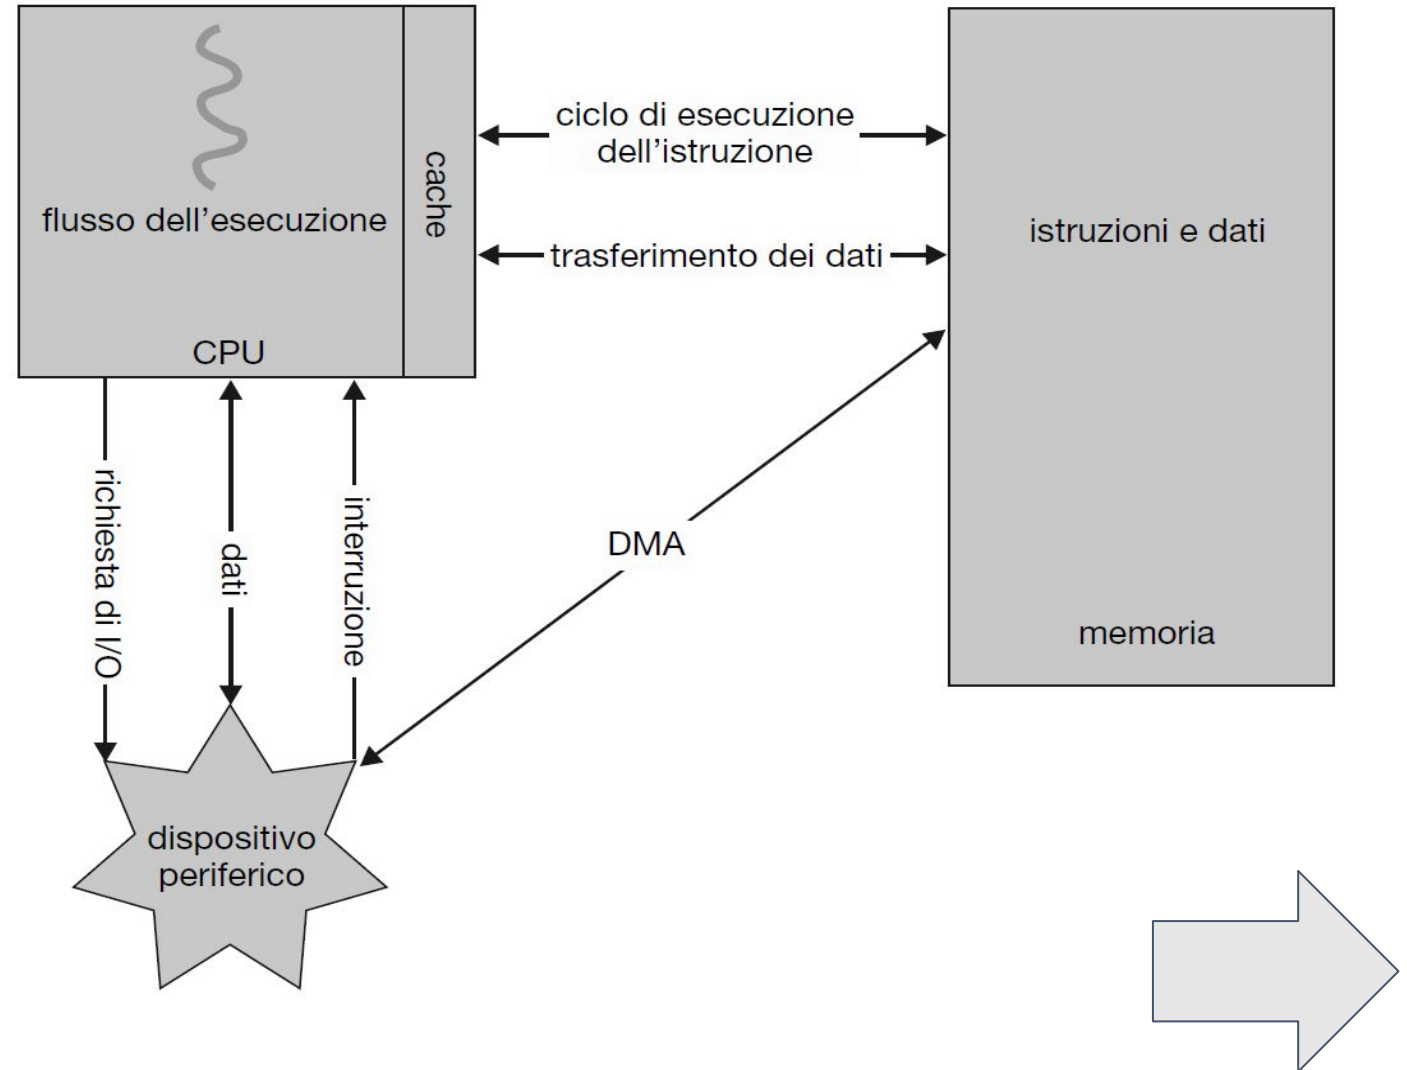 flusso dell’esecuzione
CPU
cache
ciclo di esecuzione
dell’istruzione
trasferimento dei dati
istruzioni e dati
memoria
richiesta di I/O
dati
interruzione
DMA
dispositivo
periferico